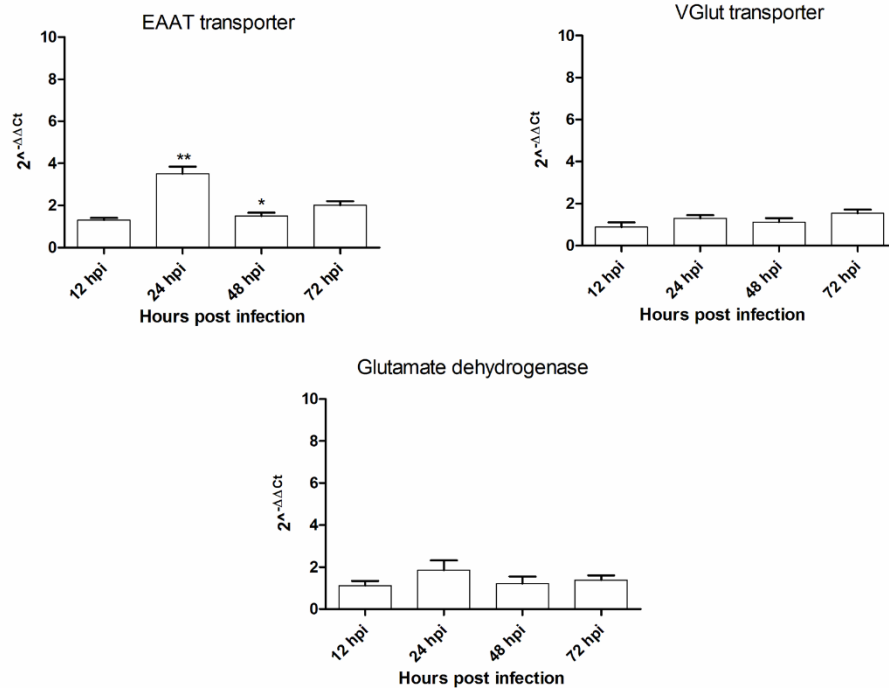 EAAT transporter
10
8
6
4
2
0
2^-ΔΔCt
**
*
12 hpi
24 hpi
48 hpi
72 hpi
Hours post infection
VGlut transporter
10
8
6
4
2
0
2^-ΔΔCt
12 hpi
24 hpi
48 hpi
72 hpi
Hours post infection
Glutamate dehydrogenase
10
8
6
4
2
0
2^-ΔΔCt
12 hpi
24 hpi
48 hpi
72 hpi
Hours post infection